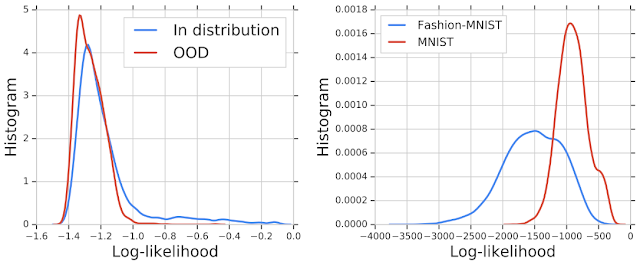 5
4
3
2
1
0
Histogram
In distribution
OOD
−1.6 −1.4 −1.2 −1.0 −0.8 −0.6 −0.4 −0.2 0.0
Log-likelihood
0.0018
0.0016
0.0014
0.0012
0.0010
0.0008
0.0006
0.0004
0.0002
0.0000
Histogram
Fashion-MNIST
MNIST
−4000 −3500 −3000 −2500 −2000 −1500 −1000 −500 0
Log-likelihood